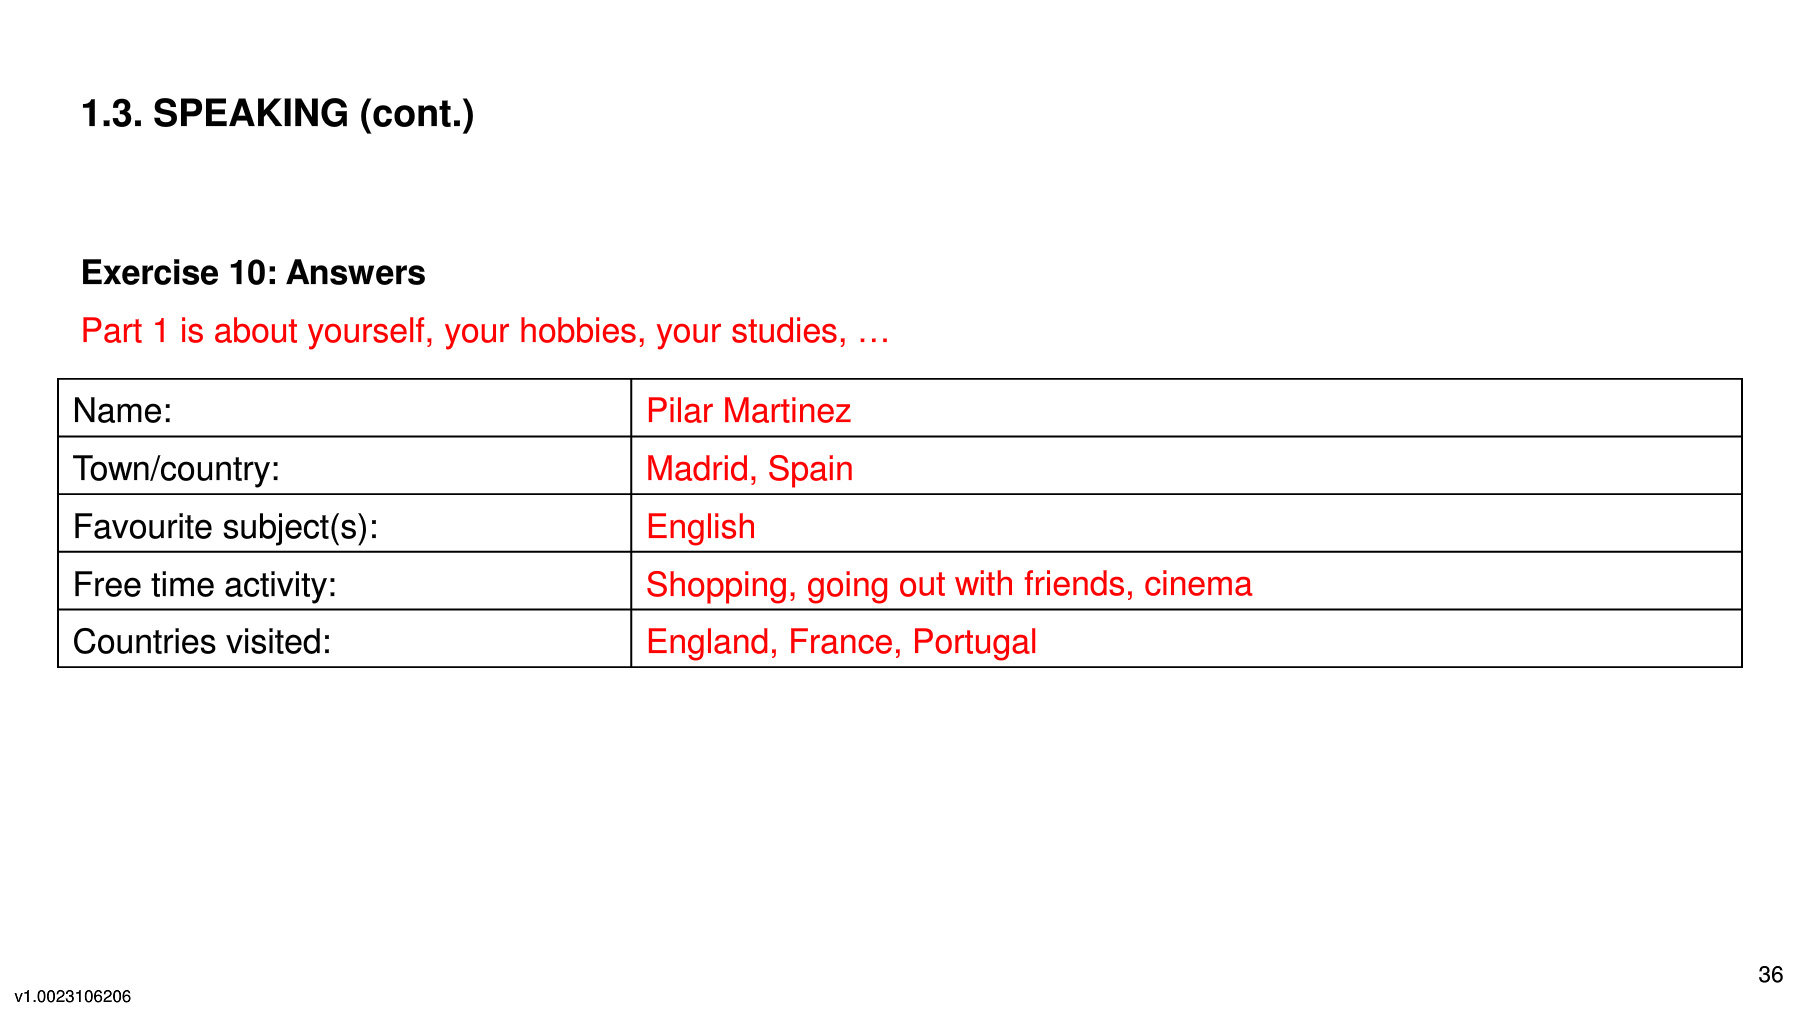 1.3. SPEAKING (cont.)
Exercise 10: Answers
Part 1 is about yourself, your hobbies, your studies, …
Name: Pilar Martinez
Town/country: Madrid, Spain
Favourite subject(s): English
Free time activity: Shopping, going out with friends, cinema
Countries visited: England, France, Portugal
36
v1.0023106206